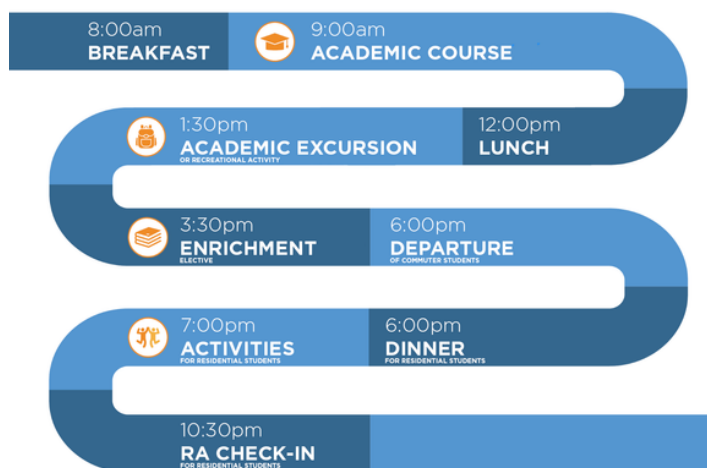 8:00am
BREAKFAST
9:00am
ACADEMIC COURSE
12:00pm
LUNCH
1:30pm
ACADEMIC EXCURSION
OR RECREATIONAL ACTIVITY
3:30pm
ENRICHMENT
ELECTIVE
6:00pm
DEPARTURE
OF COMMUTER STUDENTS
6:00pm
DINNER
FOR RESIDENTIAL STUDENTS
7:00pm
ACTIVITIES
FOR RESIDENTIAL STUDENTS
10:30pm
RA CHECK-IN
FOR RESIDENTIAL STUDENTS